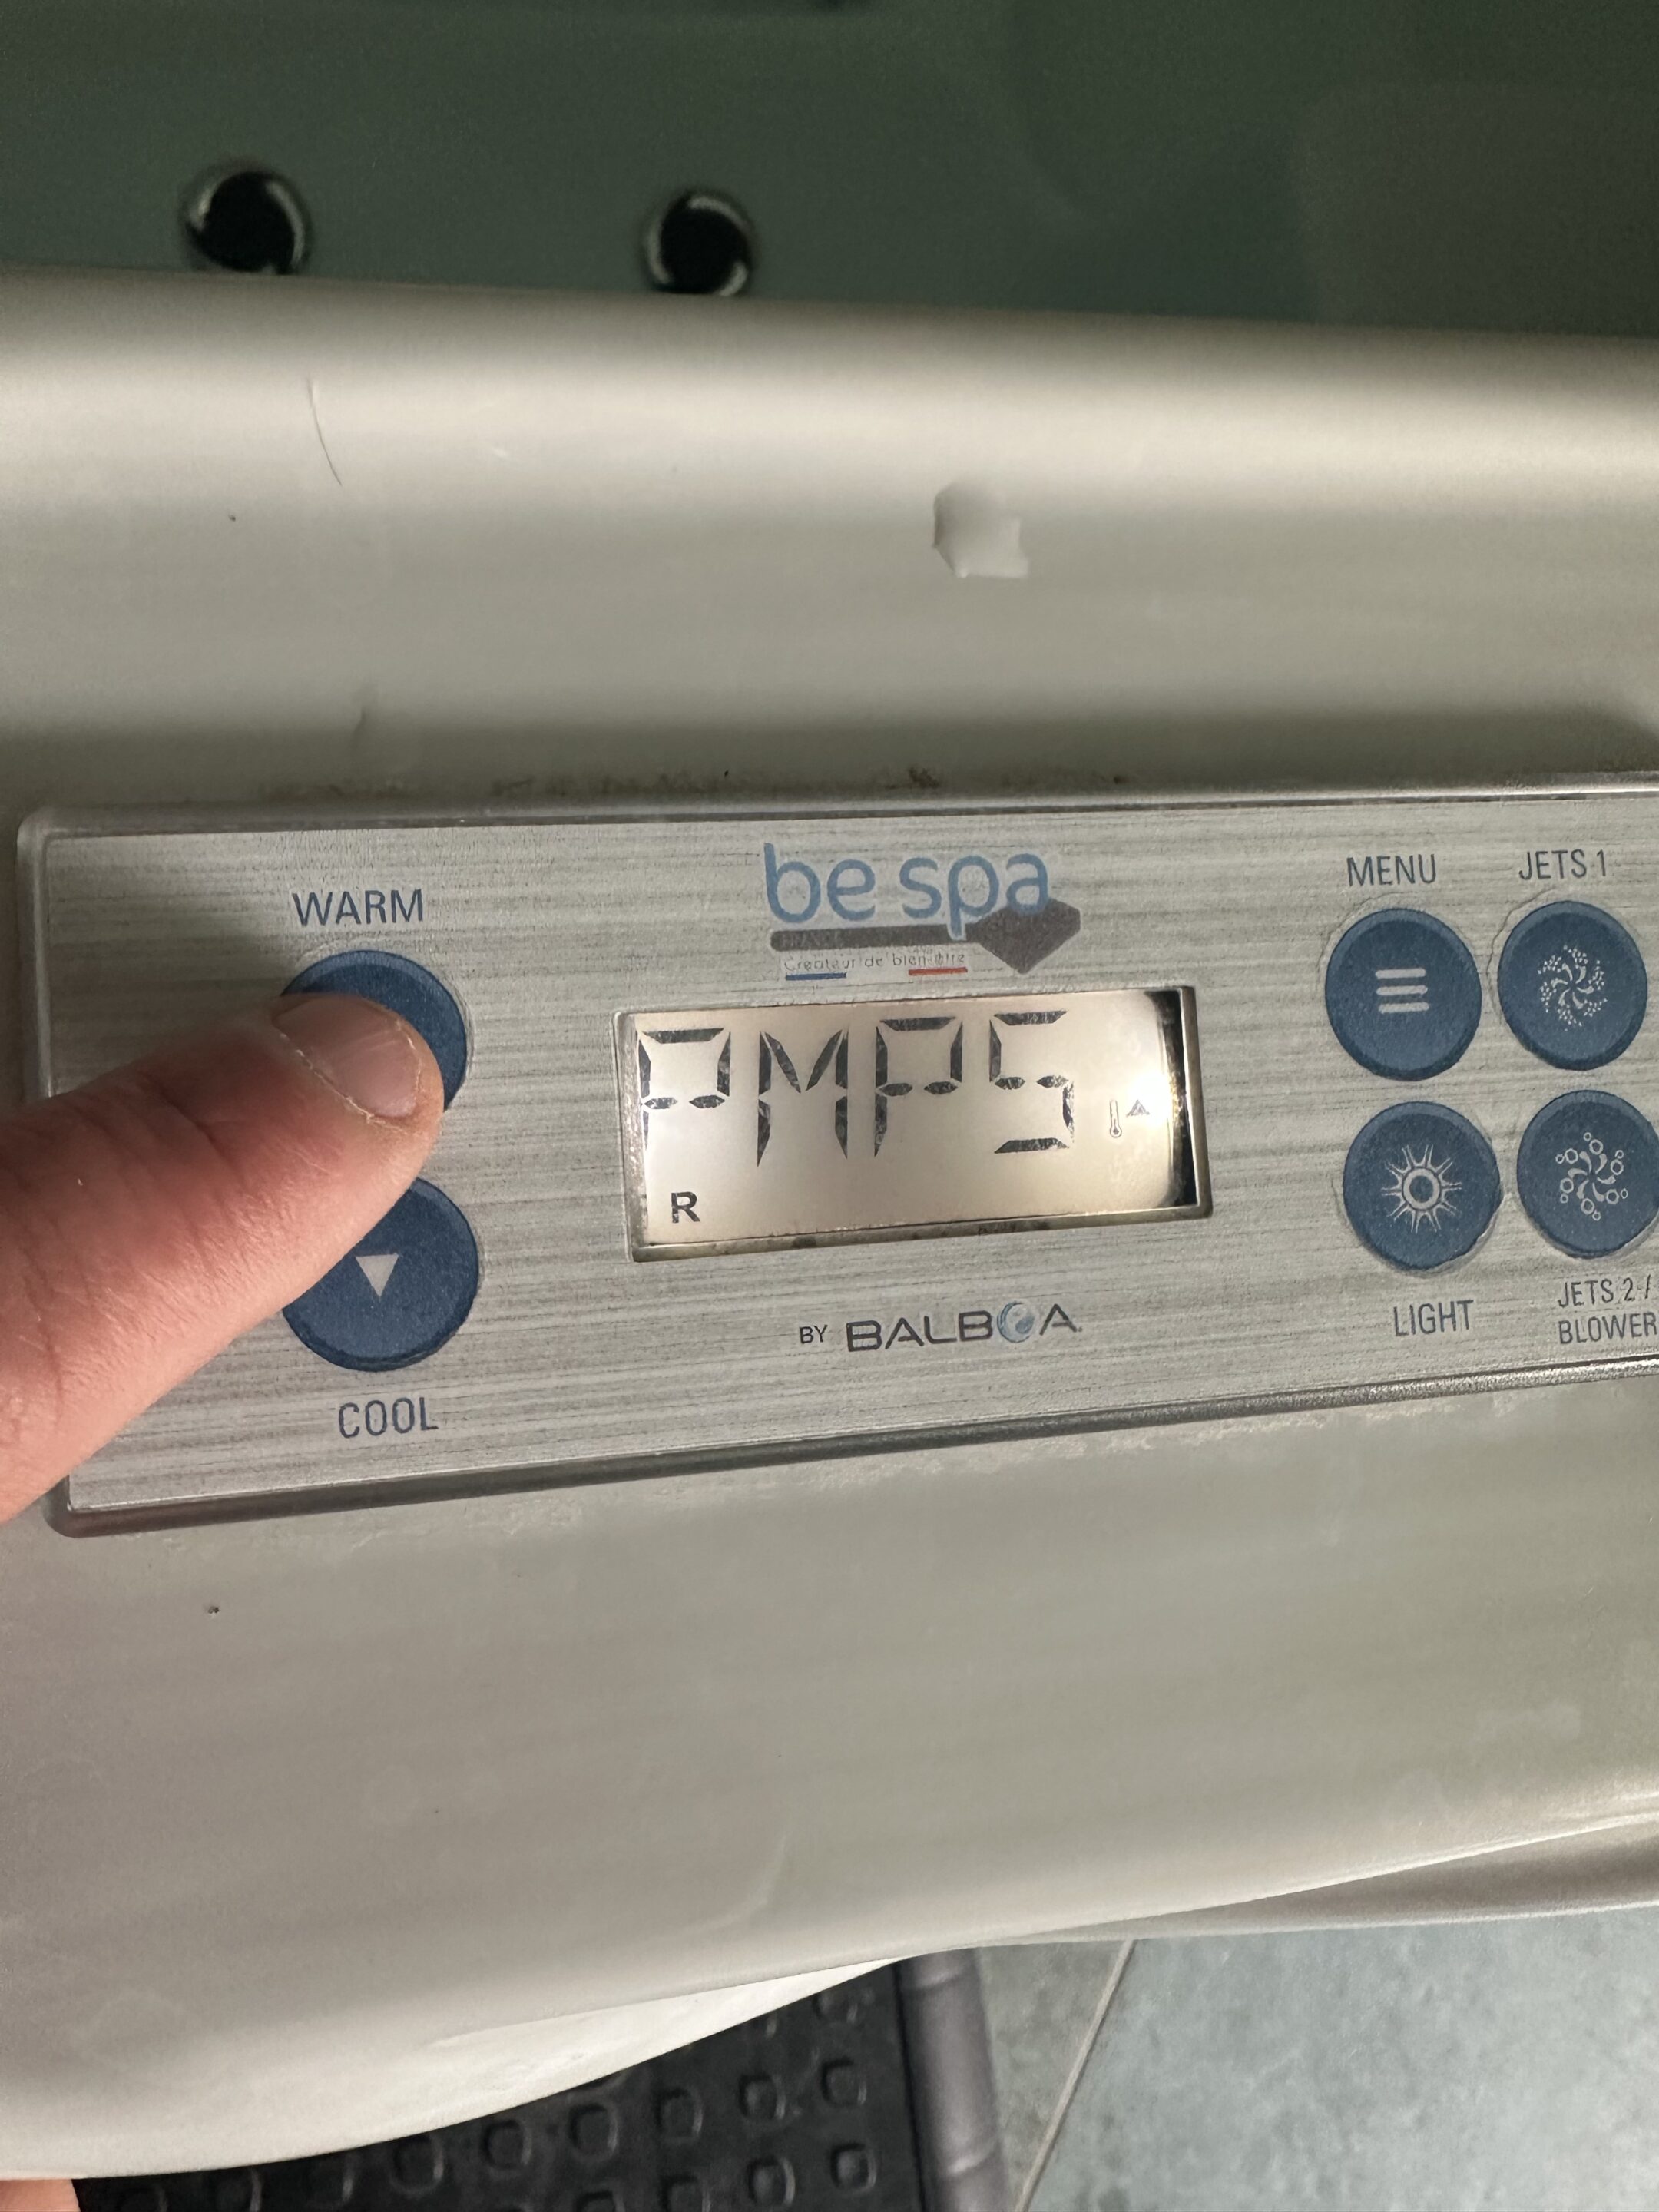 WARM
be spa
Créateur de bien-être
MENU
JETS 1
PMPS
R
BY BALBOA
COOL
LIGHT
JETS 2 /
BLOWER